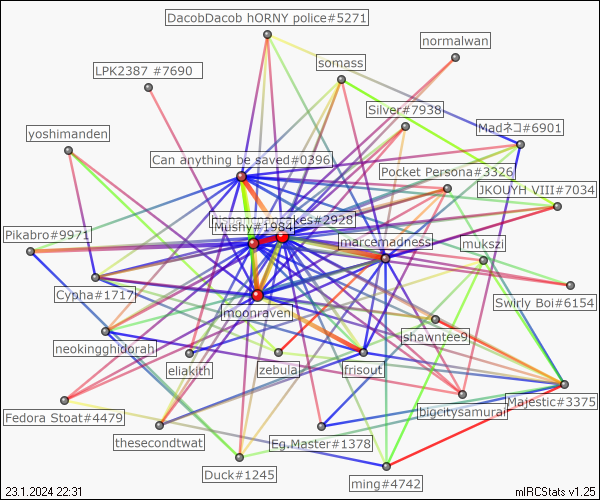 DacobDacob hORNY police#5271
normalwan
somass
LPK2387 #7690
Silver#7938
Madネコ#6901
yoshimanden
Can anything be saved#0396
Pocket Persona#3326
JKOUYH VIII#7034
kes#2928
Mushy#1984
Pikabro#9971
marcemadness
mukszi
Cypha#1717
Swirly Boi#6154
moonraven
shawntee9
neokingghidorah
eliakith
zebula
frisout
Fedora Stoat#4479
bigcitysamurai
Majestic#3375
thesecondtwat
Eg.Master#1378
Duck#1245
ming#4742
23.1.2024 22:31
mIRCStats v1.25